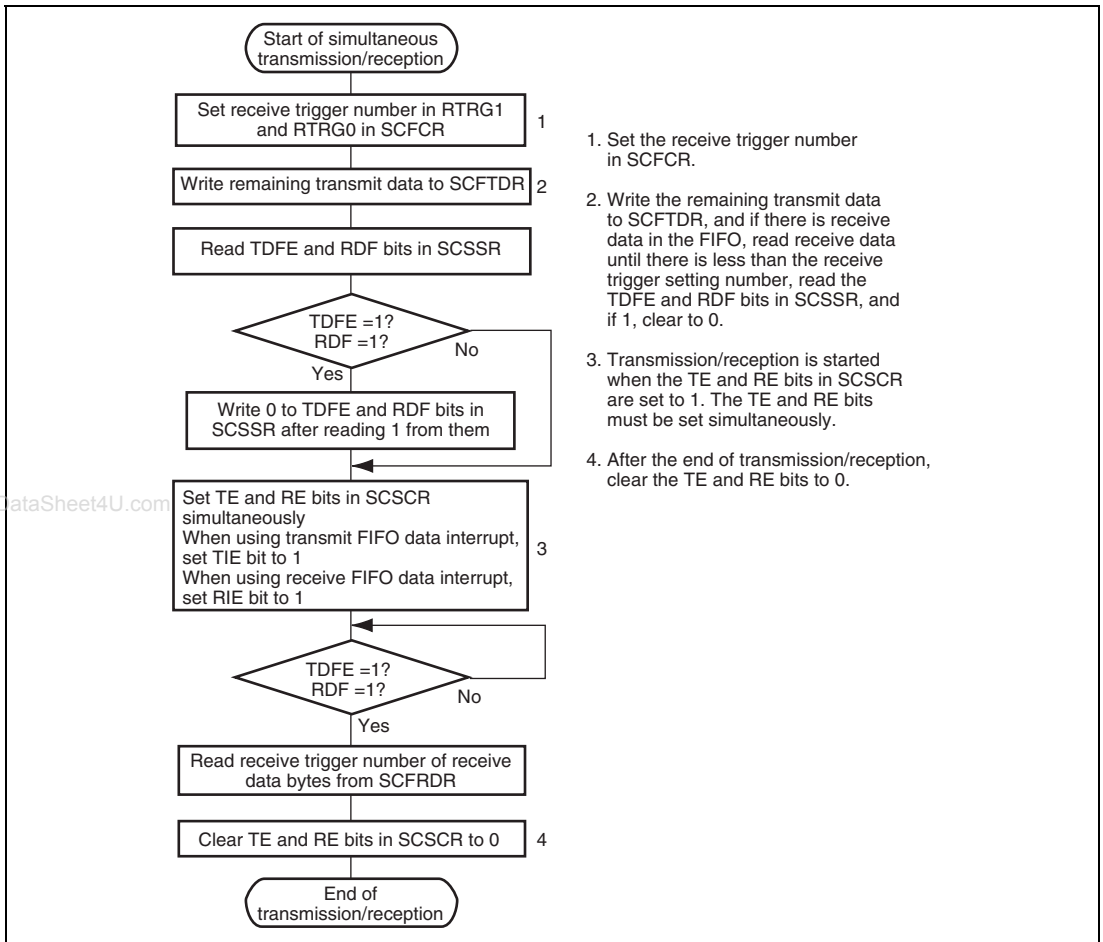 Start of simultaneous
transmission/reception
Set receive trigger number in RTRG1
and RTRG0 in SCFCR
1
Write remaining transmit data to SCFTDR
2
Read TDFE and RDF bits in SCSSR
TDFE =1?
RDF =1?
No
Yes
Write 0 to TDFE and RDF bits in
SCSSR after reading 1 from them
Set TE and RE bits in SCSCR
simultaneously
When using transmit FIFO data interrupt,
set TIE bit to 1
When using receive FIFO data interrupt,
set RIE bit to 1
3
TDFE =1?
RDF =1?
No
Yes
Read receive trigger number of receive
data bytes from SCFRDR
Clear TE and RE bits in SCSCR to 0
4
End of
transmission/reception
1. Set the receive trigger number
in SCFCR.
2. Write the remaining transmit data
to SCFTDR, and if there is receive
data in the FIFO, read receive data
until there is less than the receive
trigger setting number, read the
TDFE and RDF bits in SCSSR, and
if 1, clear to 0.
3. Transmission/reception is started
when the TE and RE bits in SCSCR
are set to 1. The TE and RE bits
must be set simultaneously.
4. After the end of transmission/reception,
clear the TE and RE bits to 0.
DataSheet4U.com